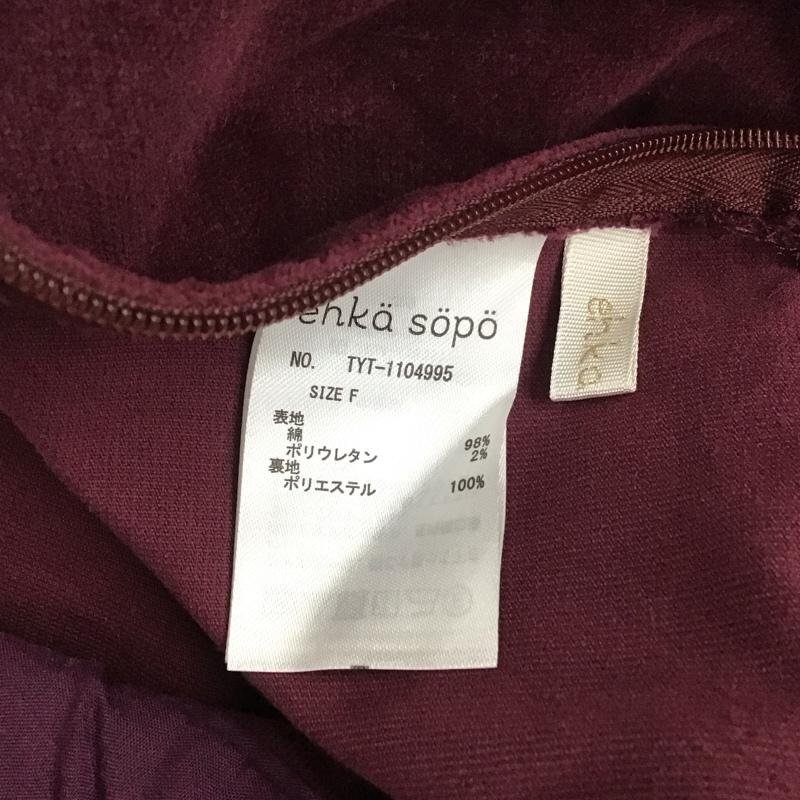 ehkä söpö
NO. TYT-1104995
SIZE F
表地
綿 98%
ポリウレタン 2%
裏地
ポリエステル 100%
ehka